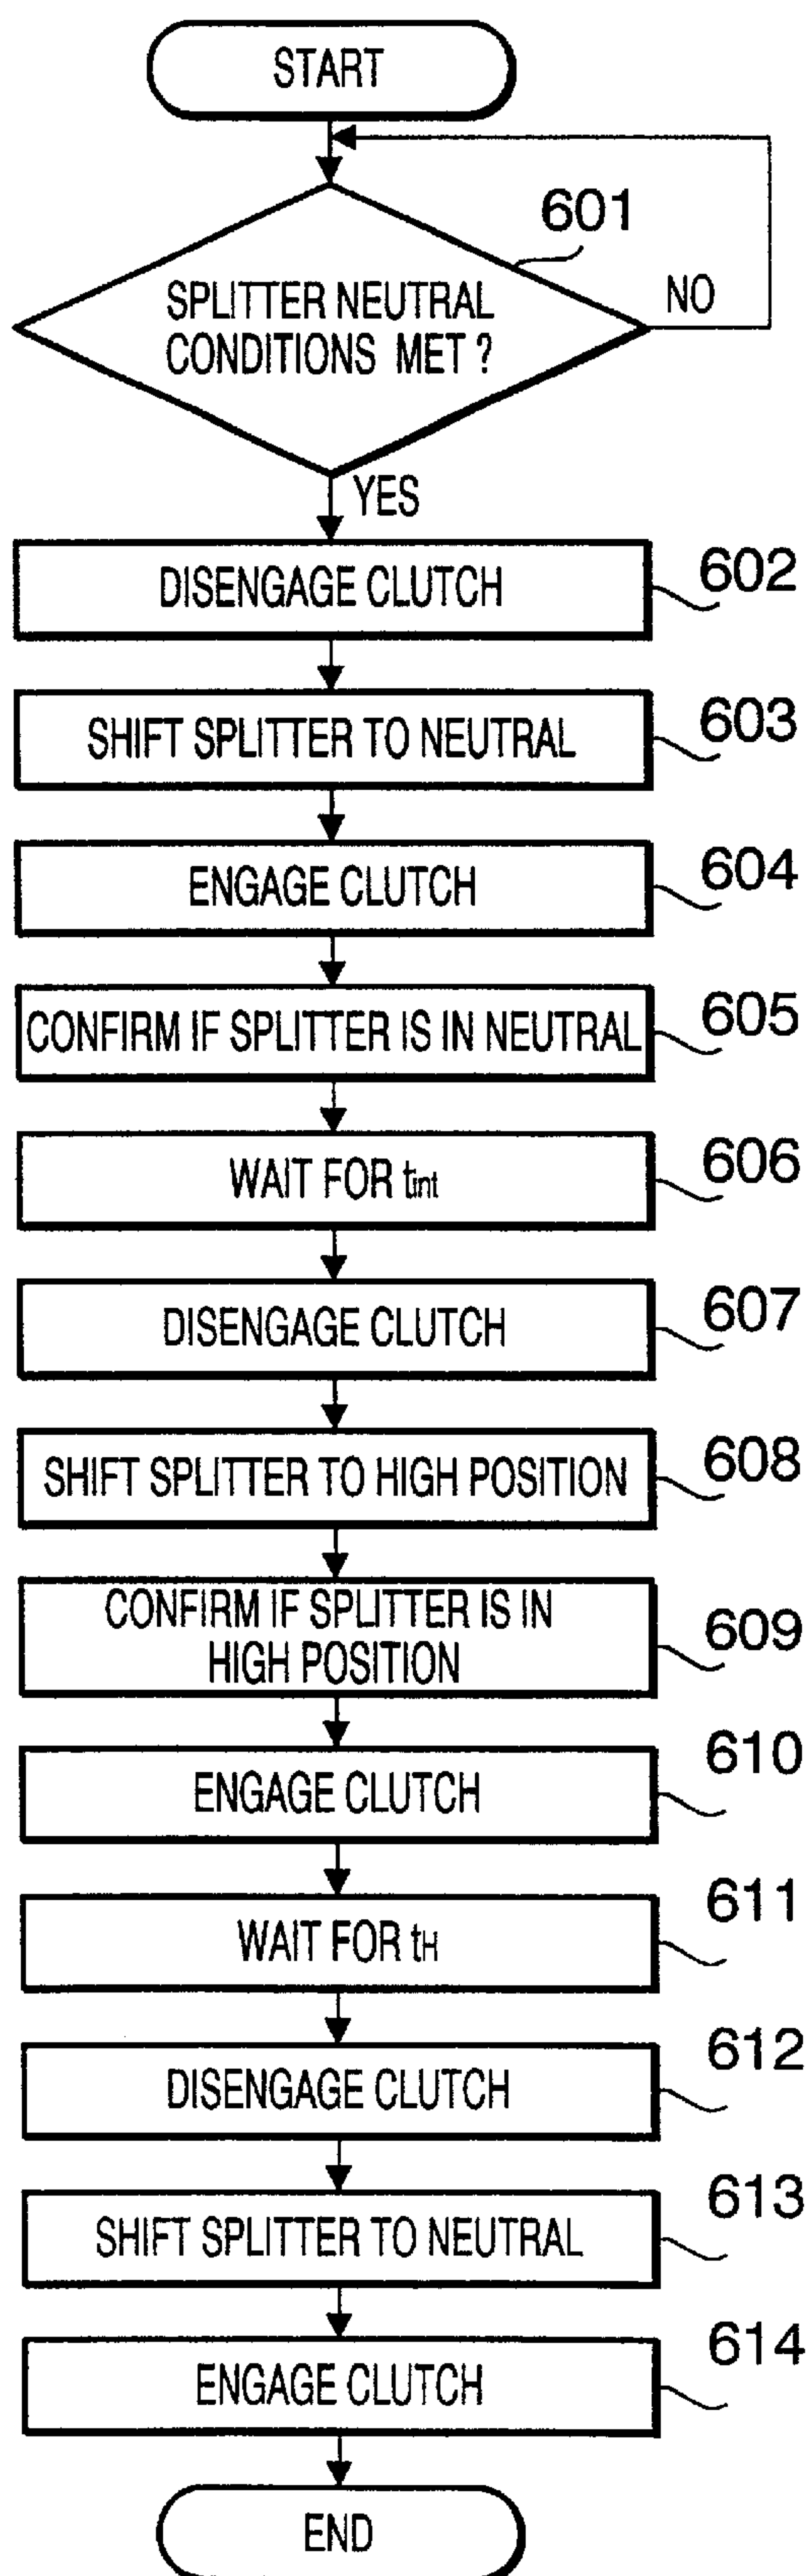 START
601
SPLITTER NEUTRAL
CONDITIONS MET ?
NO
YES
DISENGAGE CLUTCH
602
SHIFT SPLITTER TO NEUTRAL
603
ENGAGE CLUTCH
604
CONFIRM IF SPLITTER IS IN NEUTRAL
605
WAIT FOR tint
606
DISENGAGE CLUTCH
607
SHIFT SPLITTER TO HIGH POSITION
608
CONFIRM IF SPLITTER IS IN
HIGH POSITION
609
ENGAGE CLUTCH
610
WAIT FOR tH
611
DISENGAGE CLUTCH
612
SHIFT SPLITTER TO NEUTRAL
613
ENGAGE CLUTCH
614
END